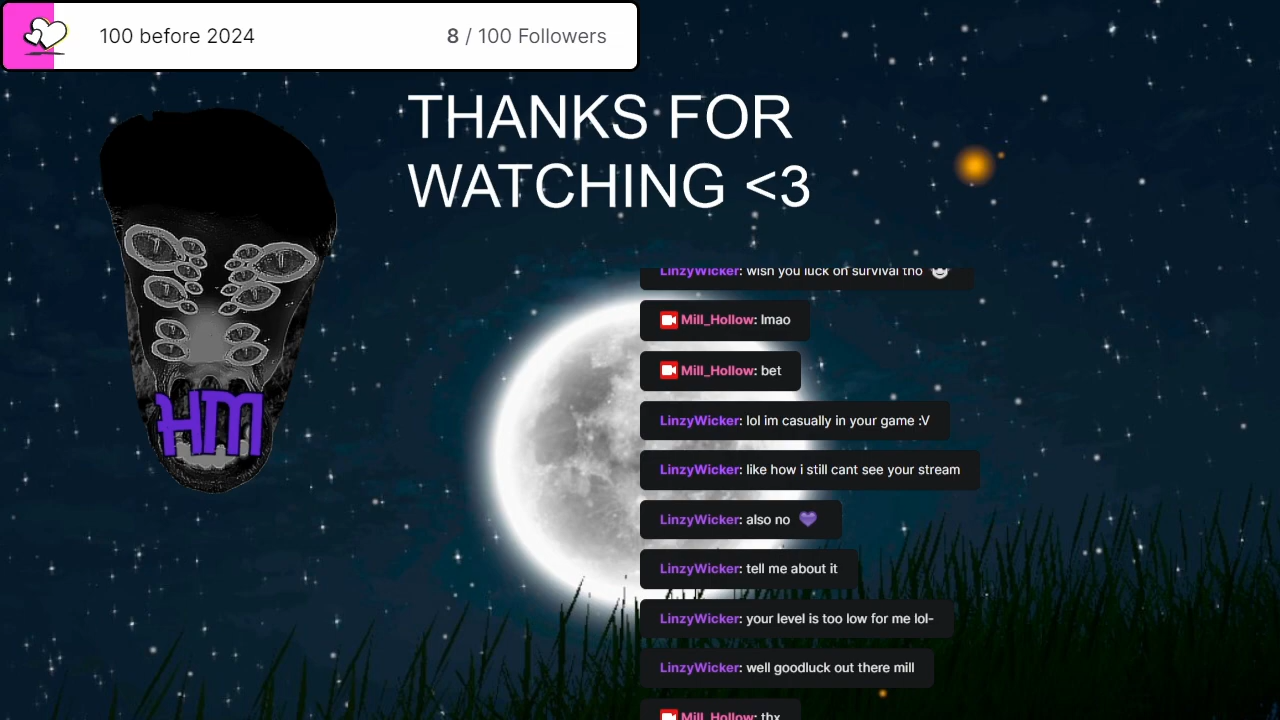 100 before 2024
8 / 100 Followers
THANKS FOR
WATCHING <3
LinzyWicker: wish you luck on survival tho
Mill_Hollow: lmao
Mill_Hollow: bet
LinzyWicker: lol im casually in your game :V
LinzyWicker: like how i still cant see your stream
HM
LinzyWicker: also no 💜
LinzyWicker: tell me about it
LinzyWicker: your level is too low for me lol-
LinzyWicker: well goodluck out there mill
Mill_Hollow: thx